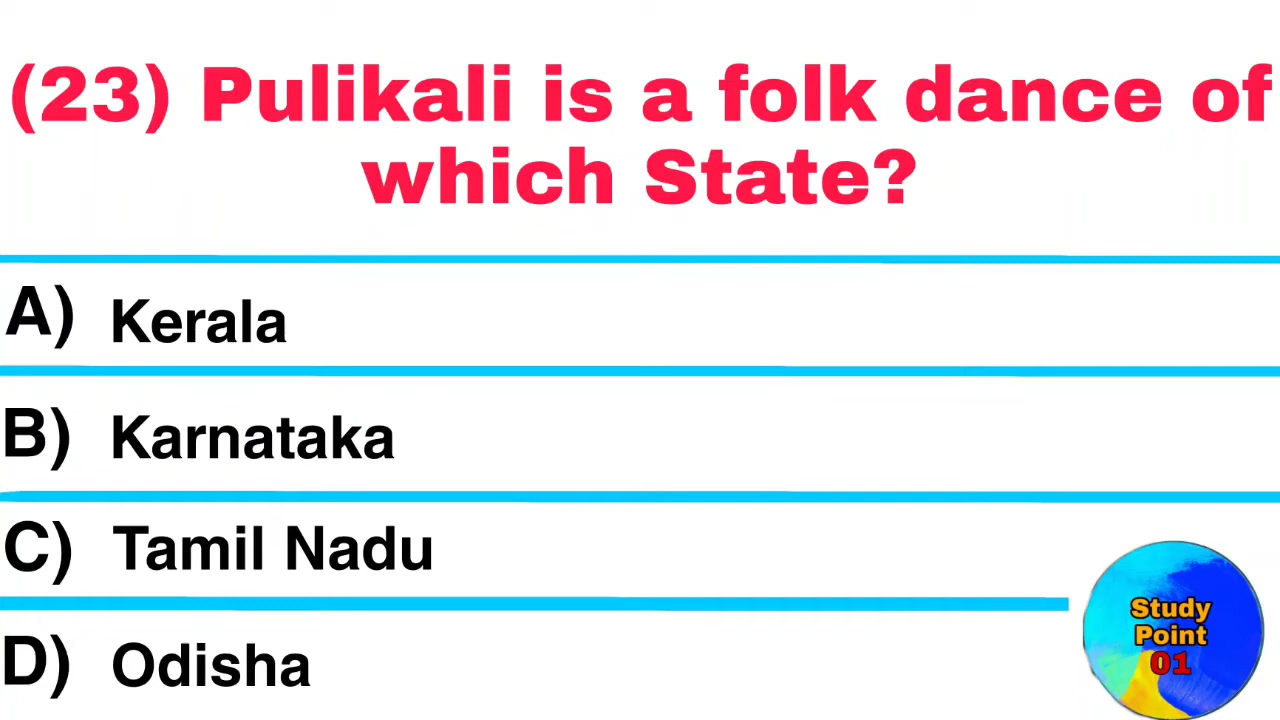 (23) Pulikali is a folk dance of
which State?
A) Kerala
B) Karnataka
C) Tamil Nadu
D) Odisha
Study
Point
01